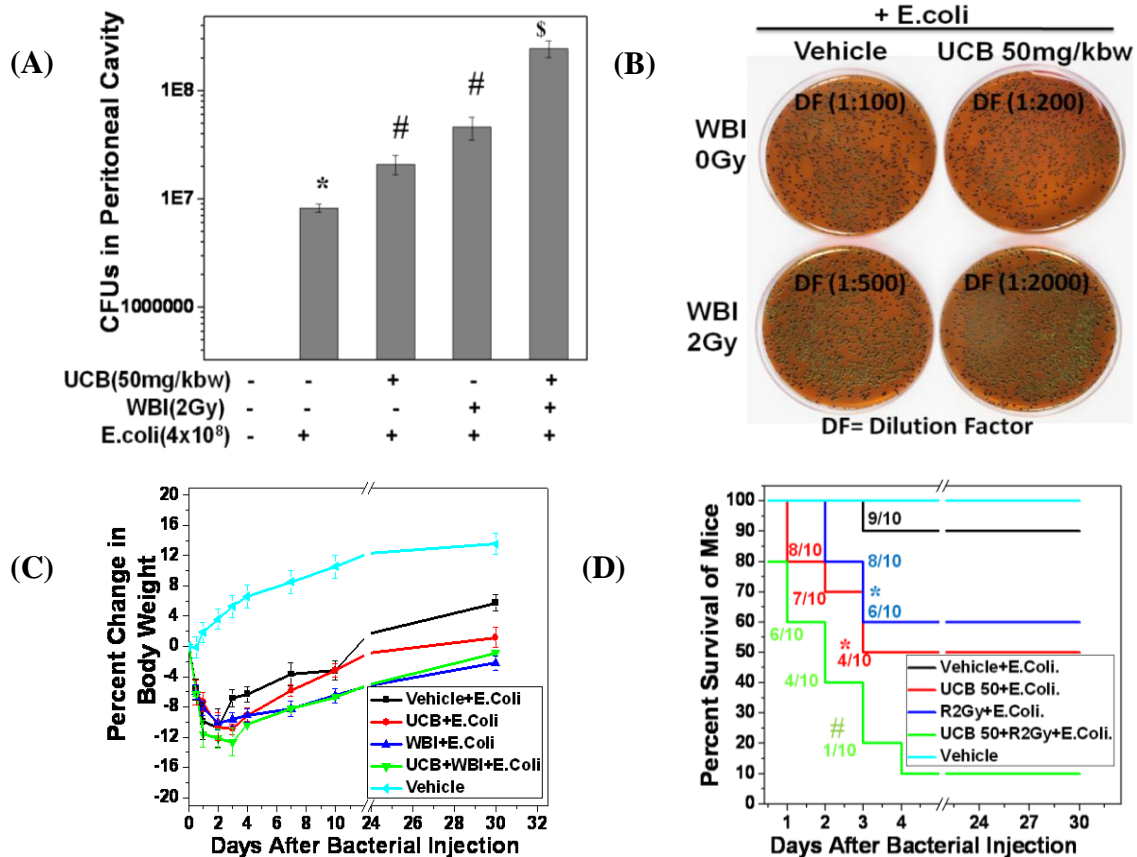 (A)
CFUs in Peritoneal Cavity
1E8
1E7
1000000
*
#
#
$
UCB(50mg/kbw) - - + - +
WBI(2Gy) - - - + +
E.coli(4x10⁸) - + + + +
(B)
+ E.coli
Vehicle UCB 50mg/kbw
WBI
0Gy
DF (1:100) DF (1:200)
WBI
2Gy
DF (1:500) DF (1:2000)
DF= Dilution Factor
(C)
Percent Change in
Body Weight
20
16
12
8
4
0
-4
-8
-12
-16
-20
Vehicle+E.Coli
UCB+E.Coli
WBI+E.Coli
UCB+WBI+E.Coli
Vehicle
0 2 4 6 8 10 12 24 26 28 30 32
Days After Bacterial Injection
(D)
Percent Survival of Mice
100
90
80
70
60
50
40
30
20
10
0
9/10
8/10
8/10
7/10
*
6/10
6/10
*
4/10
4/10
#
1/10
Vehicle+E.Coli.
UCB 50+E.Coli.
R2Gy+E.Coli.
UCB 50+R2Gy+E.Coli.
Vehicle
1 2 3 4 24 27 30
Days After Bacterial Injection